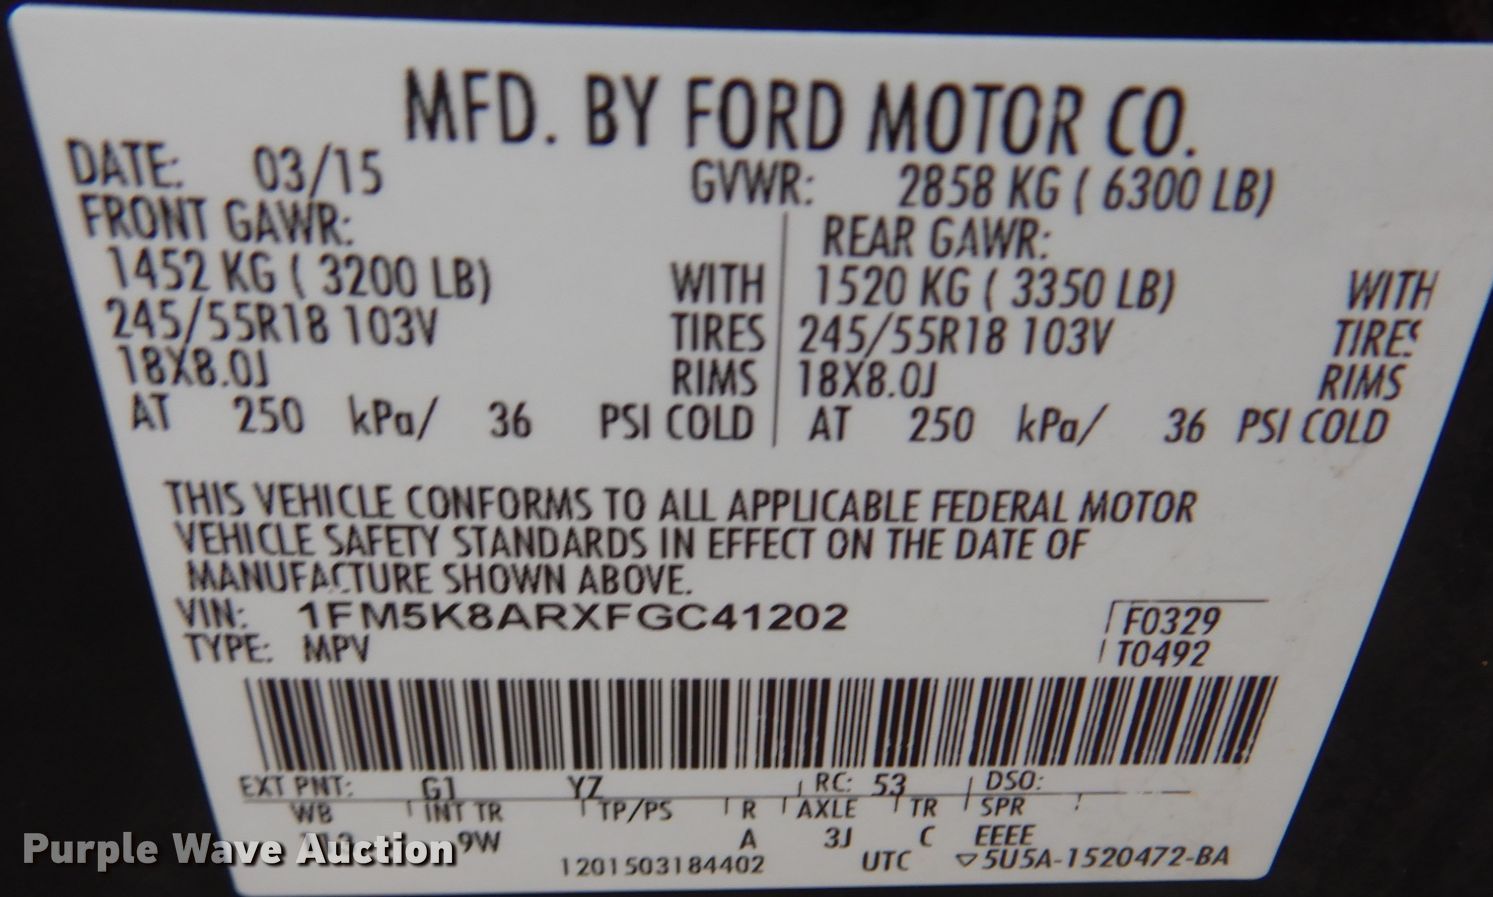 MFD. BY FORD MOTOR CO.
DATE: 03/15 GVWR: 2858 KG ( 6300 LB)
FRONT GAWR: REAR GAWR:
1452 KG ( 3200 LB) WITH 1520 KG ( 3350 LB) WITH
245/55R18 103V TIRES 245/55R18 103V TIRES
18X8.0J RIMS 18X8.0J RIMS
AT 250 kPa/ 36 PSI COLD AT 250 kPa/ 36 PSI COLD
THIS VEHICLE CONFORMS TO ALL APPLICABLE FEDERAL MOTOR
VEHICLE SAFETY STANDARDS IN EFFECT ON THE DATE OF
MANUFACTURE SHOWN ABOVE.
VIN: 1FM5K8ARXFGC41202 F0329
TYPE: MPV T0492
EXT PNT: G1 YZ RC: 53 DSO:
WB INT TR TP/PS R AXLE TR SPR
9W A 3J C EEEE
1201503184402 UTC 5U5A-1520472-BA
Purple Wave Auction